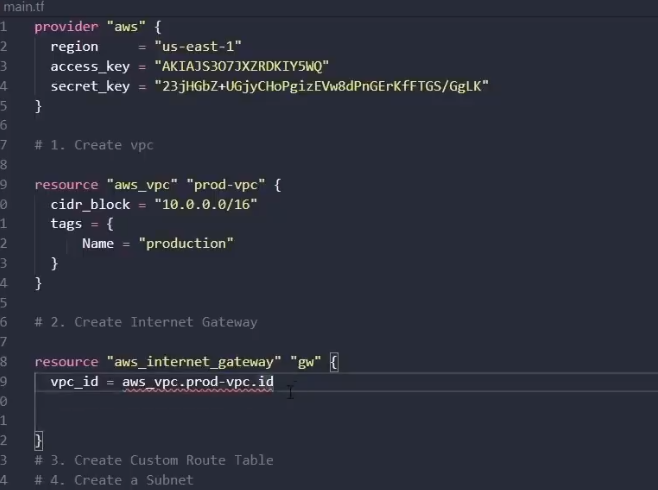 main.tf
1 provider "aws" {
2 region = "us-east-1"
3 access_key = "AKIAJS3O7JXZRDKIY5WQ"
4 secret_key = "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"
5 }
6
7 # 1. Create vpc
8
9 resource "aws_vpc" "prod-vpc" {
0 cidr_block = "10.0.0.0/16"
1 tags = {
2 Name = "production"
3 }
4 }
5
6 # 2. Create Internet Gateway
7
8 resource "aws_internet_gateway" "gw" {
9 vpc_id = aws_vpc.prod-vpc.id
0
1
2 }
3 # 3. Create Custom Route Table
4 # 4. Create a Subnet